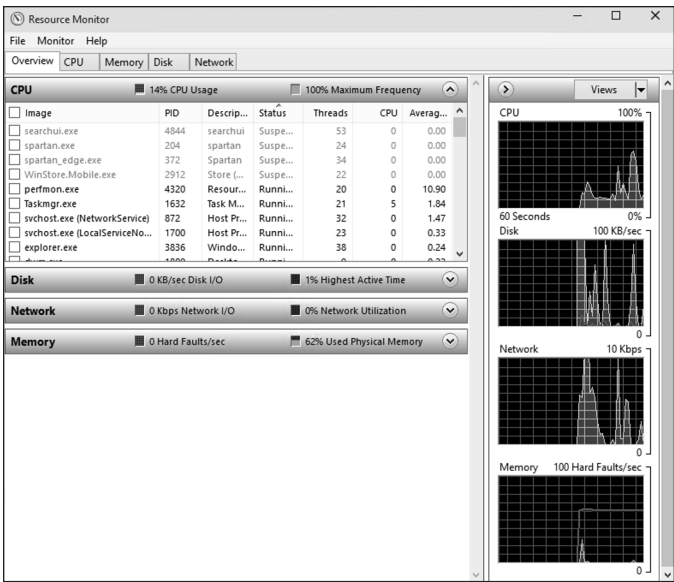 Resource Monitor
File Monitor Help
Overview CPU Memory Disk Network
CPU 14% CPU Usage 100% Maximum Frequency
Image PID Descrip... Status Threads CPU Averag...
searchui.exe 4844 searchui Suspe... 53 0 0.00
spartan.exe 204 spartan Suspe... 24 0 0.00
spartan_edge.exe 372 Spartan Suspe... 34 0 0.00
WinStore.Mobile.exe 2912 Store (... Suspe... 22 0 0.00
perfmon.exe 4320 Resour... Runni... 20 0 10.90
Taskmgr.exe 1632 Task M... Runni... 21 5 1.84
svchost.exe (NetworkService) 872 Host Pr... Runni... 32 0 1.47
svchost.exe (LocalServiceNo... 1700 Host Pr... Runni... 23 0 0.33
explorer.exe 3836 Windo... Runni... 38 0 0.24
Disk 0 KB/sec Disk I/O 1% Highest Active Time
Network 0 Kbps Network I/O 0% Network Utilization
Memory 0 Hard Faults/sec 62% Used Physical Memory
Views
CPU 100%
60 Seconds 0%
Disk 100 KB/sec
0
Network 10 Kbps
0
Memory 100 Hard Faults/sec
0